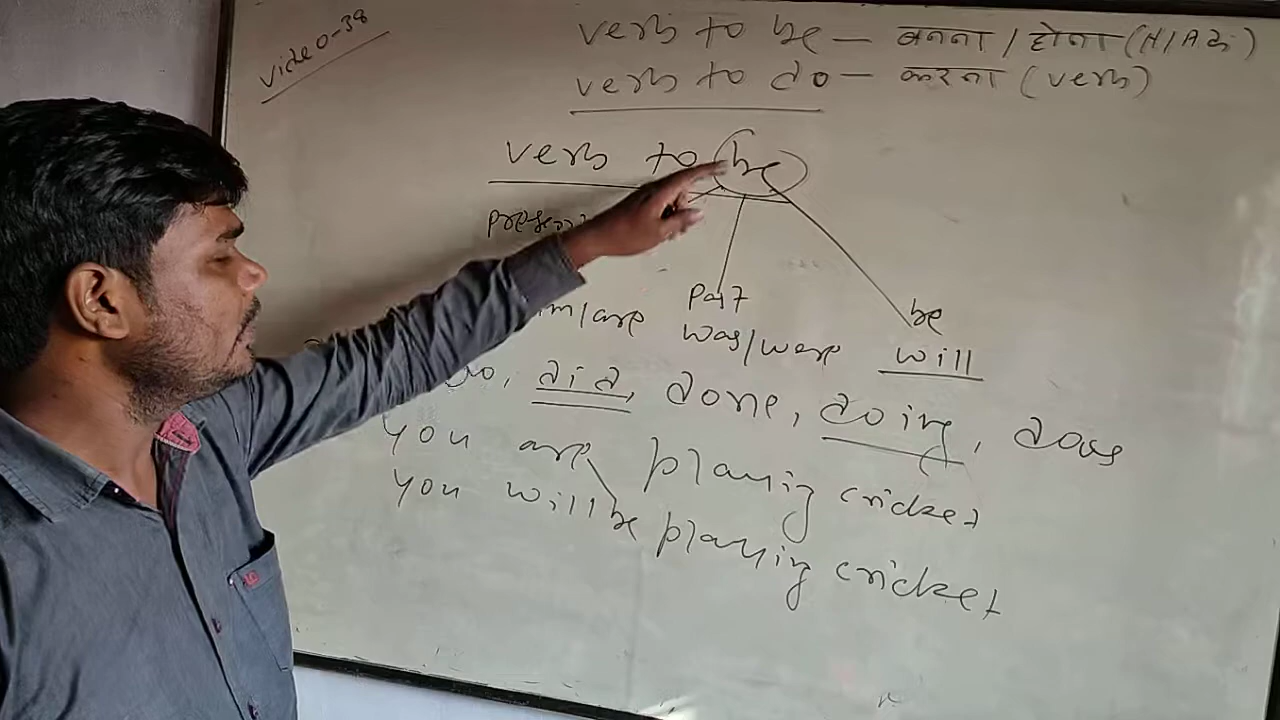 video-38
verb to be – बनना / होना (H/A के)
verb to do – करना (verb)
verb to be
present
Past
be
am/are was/were will
do, did, done, doing, does
You are playing cricket
You will be playing cricket